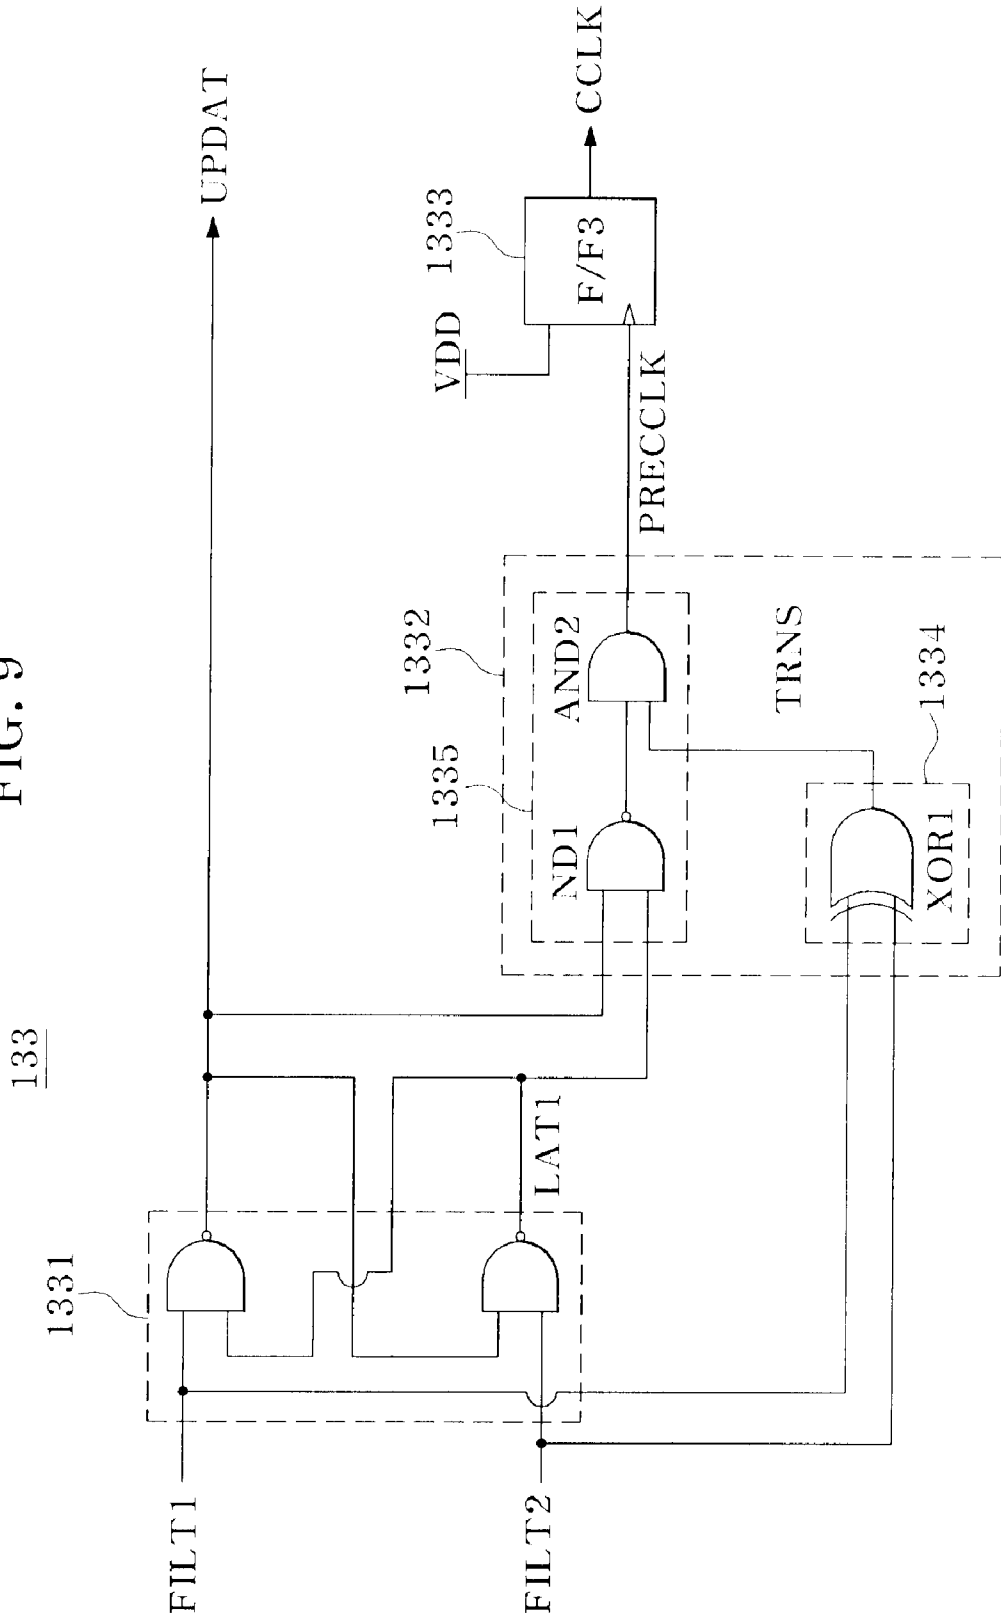 FIG. 9
133
UPDAT
1331
FILT1
FILT2
LAT1
1332
1335
ND1
AND2
TRNS
1334
XOR1
PRECCLK
VDD
1333
F/F3
CCLK